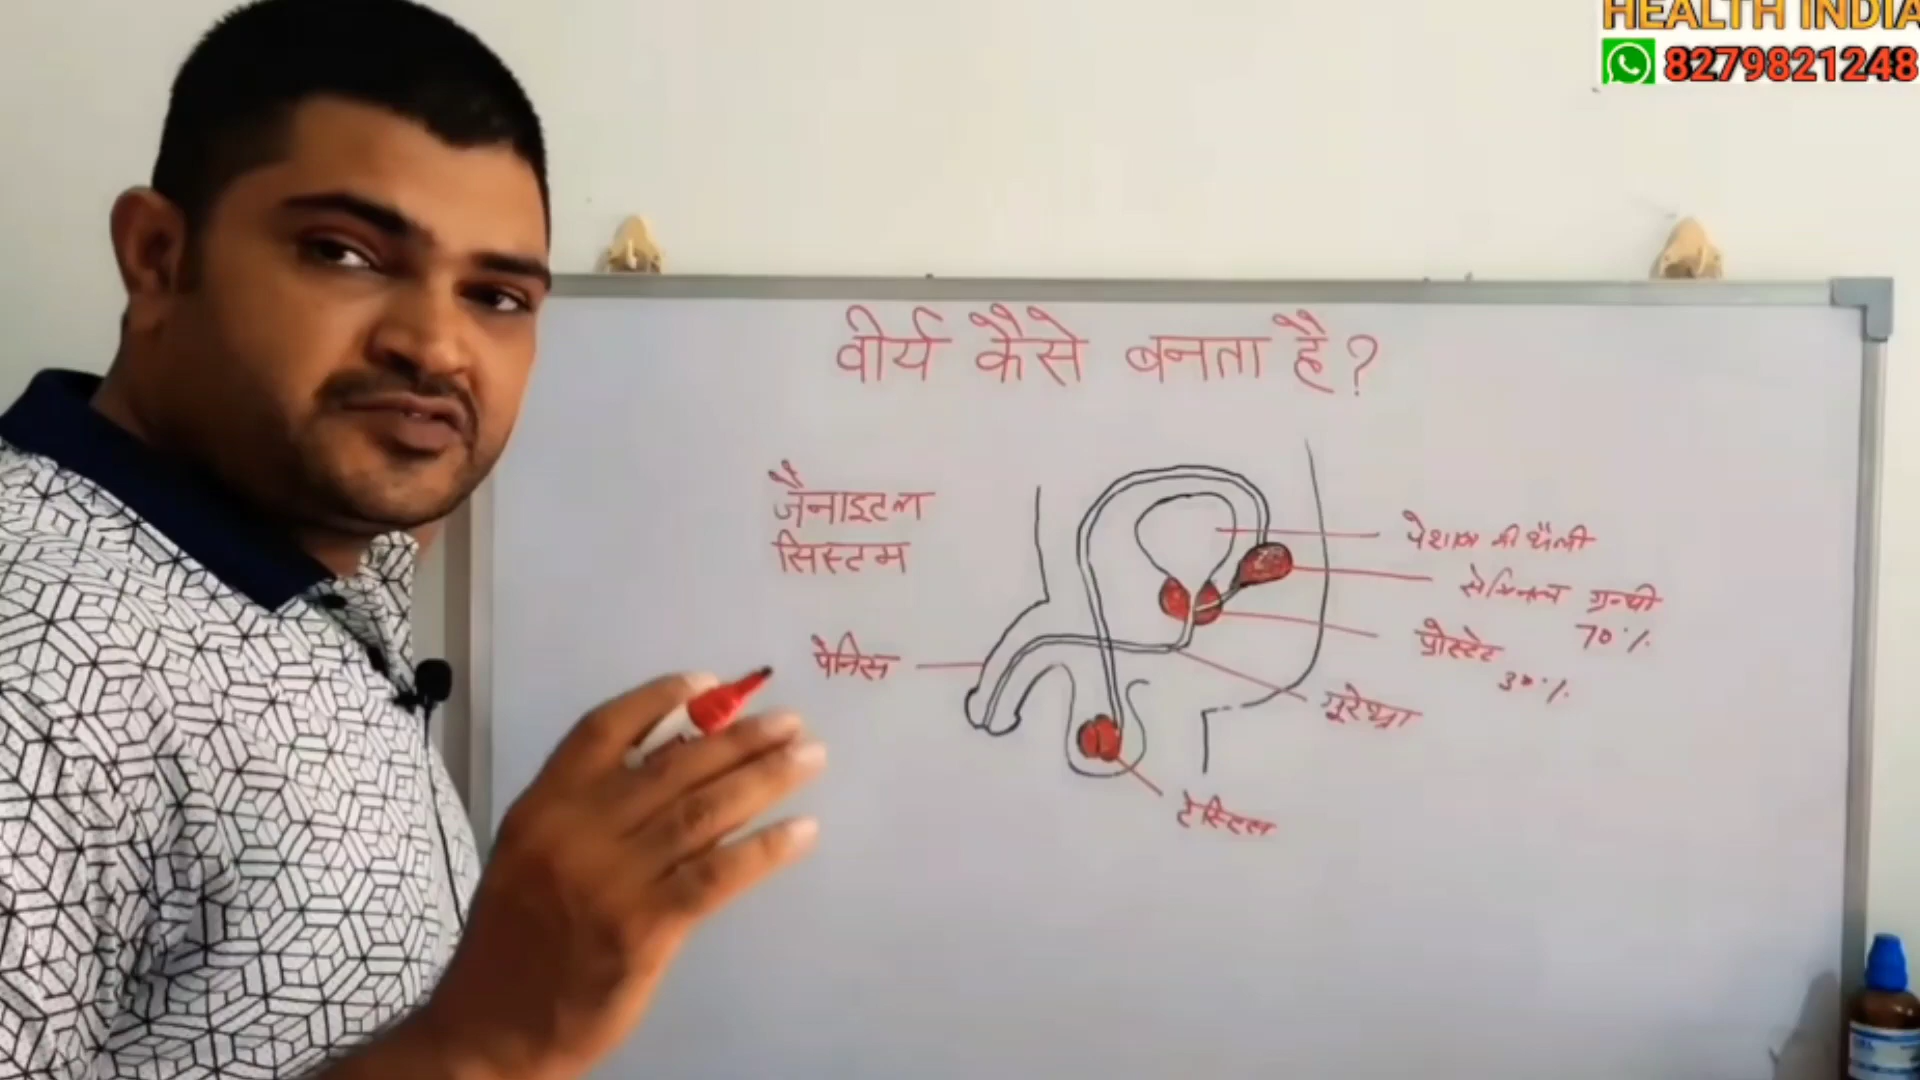 HEALTH INDIA
8279821248
वीर्य कैसे बनता है?
जैनाइटल
सिस्टम
पेशाब की थैली
सेमिनल ग्रन्थी
70%
प्रोस्टेट
30%
पेनिस
यूरेथ्रा
टेस्टिस